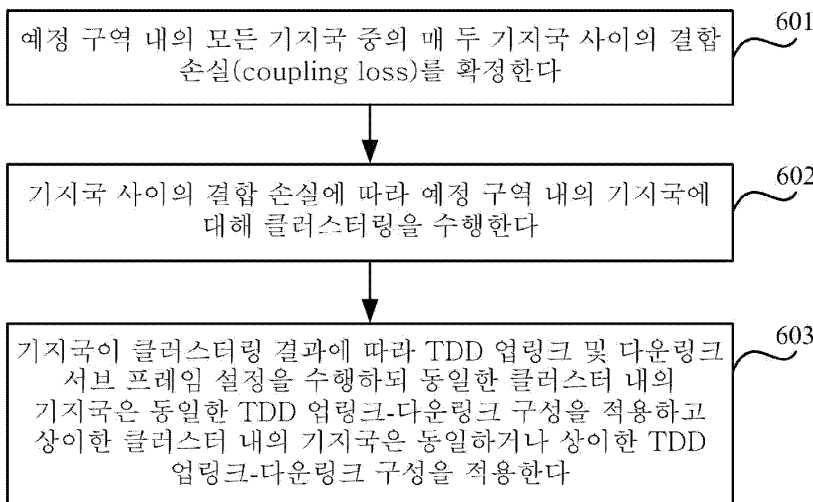 예정 구역 내의 모든 기지국 중의 매 두 기지국 사이의 결합
손실(coupling loss)를 확정한다
601
기지국 사이의 결합 손실에 따라 예정 구역 내의 기지국에
대해 클러스터링을 수행한다
602
기지국이 클러스터링 결과에 따라 TDD 업링크 및 다운링크
서브 프레임 설정을 수행하되 동일한 클러스터 내의
기지국은 동일한 TDD 업링크-다운링크 구성을 적용하고
상이한 클러스터 내의 기지국은 동일하거나 상이한 TDD
업링크-다운링크 구성을 적용한다
603